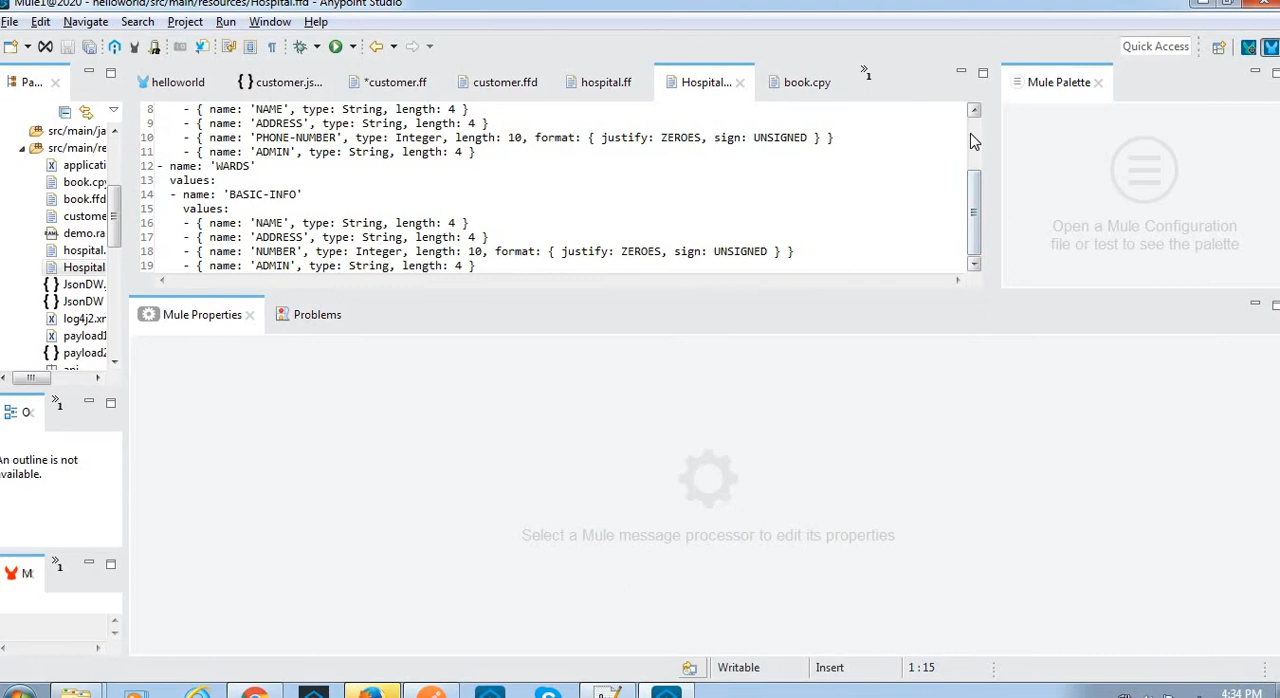 Mule1@2020 - helloworld/src/main/resources/Hospital.ffd - Anypoint Studio
File Edit Navigate Search Project Run Window Help
Quick Access
Pa...
helloworld
customer.js...
*customer.ff
customer.ffd
hospital.ff
Hospital...
book.cpy
1
Mule Palette
src/main/ja
src/main/re
applicati
book.cpy
book.ffd
custome
demo.ra
hospital.
Hospital
JsonDW.
JsonDW
log4j2.xn
payload1
payload2
api
8 - { name: 'NAME', type: String, length: 4 }
9 - { name: 'ADDRESS', type: String, length: 4 }
10 - { name: 'PHONE-NUMBER', type: Integer, length: 10, format: { justify: ZEROES, sign: UNSIGNED } }
11 - { name: 'ADMIN', type: String, length: 4 }
12 - name: 'WARDS'
13 values:
14 - name: 'BASIC-INFO'
15 values:
16 - { name: 'NAME', type: String, length: 4 }
17 - { name: 'ADDRESS', type: String, length: 4 }
18 - { name: 'NUMBER', type: Integer, length: 10, format: { justify: ZEROES, sign: UNSIGNED } }
19 - { name: 'ADMIN', type: String, length: 4 }
Open a Mule Configuration
file or test to see the palette
Mule Properties
Problems
O
1
An outline is not
available.
M
1
Select a Mule message processor to edit its properties
Writable
Insert
1:15
4:34 PM